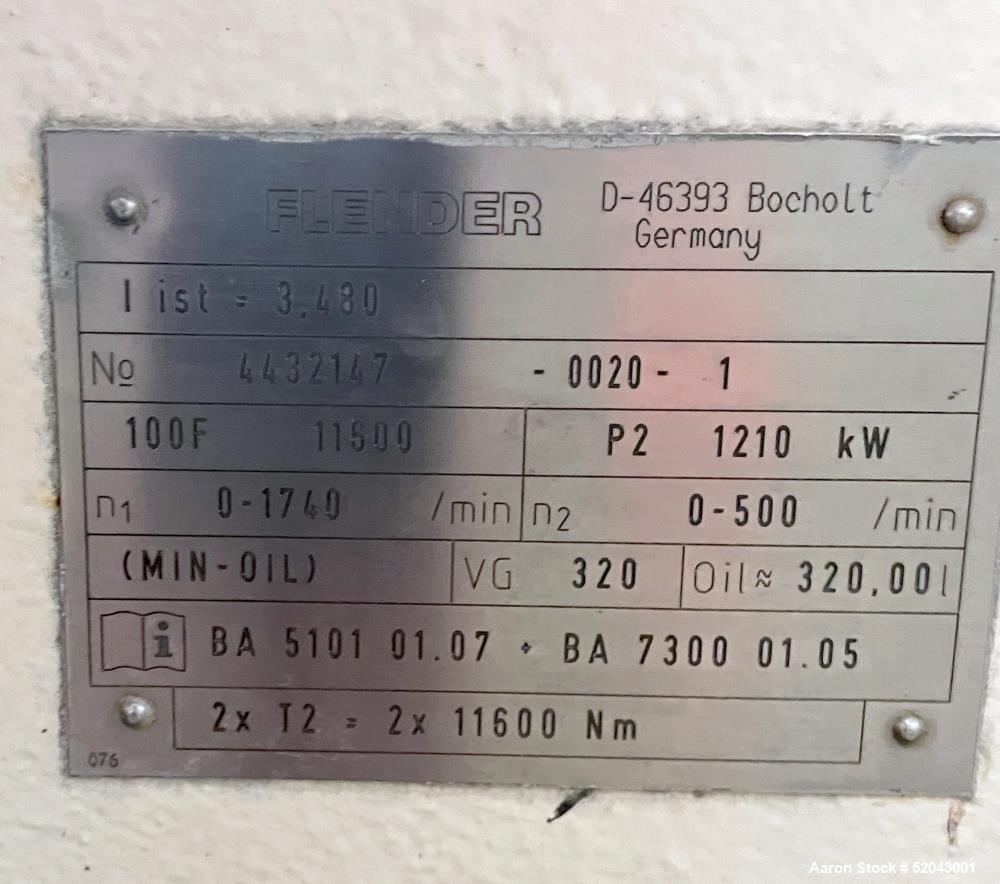 FLENDER D-46393 Bocholt
Germany
I ist = 3,480
No 4432147 - 0020 - 1
100F 11600 P2 1210 kW
n1 0-1740 /min n2 0-500 /min
(MIN-OIL) VG 320 Oil≈ 320,00l
i BA 5101 01.07 + BA 7300 01.05
2x T2 = 2x 11600 Nm
076
Aaron Stock # 52043001